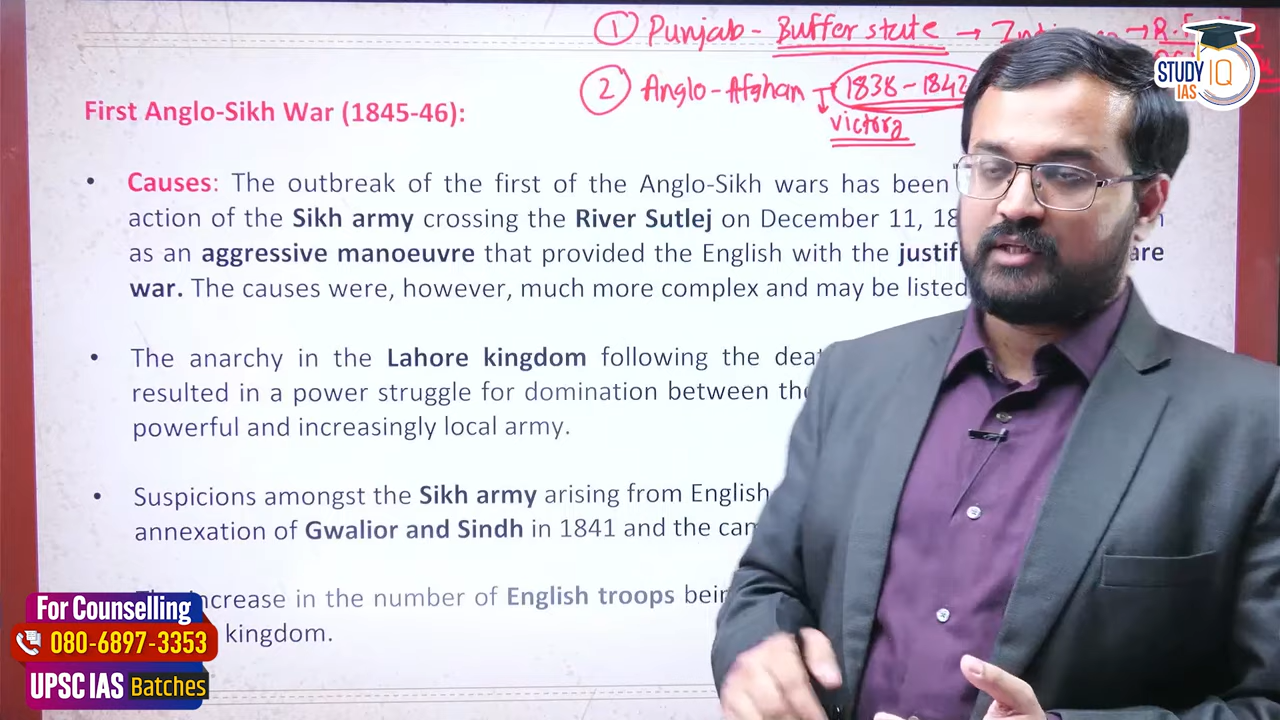 ① Punjab - Buffer state →
② Anglo-Afghan 1838-1842
victory
STUDY IQ
IAS
First Anglo-Sikh War (1845-46):
• Causes: The outbreak of the first of the Anglo-Sikh wars has been
action of the Sikh army crossing the River Sutlej on December 11, 18
as an aggressive manoeuvre that provided the English with the are
war. The causes were, however, much more complex and may be listed
• The anarchy in the Lahore kingdom following the
resulted in a power struggle for domination between
powerful and increasingly local army.
• Suspicions amongst the Sikh army arising from English
annexation of Gwalior and Sindh in 1841 and the
increase in the number of English troops
kingdom.
For Counselling
080-6897-3353
UPSC IAS Batches